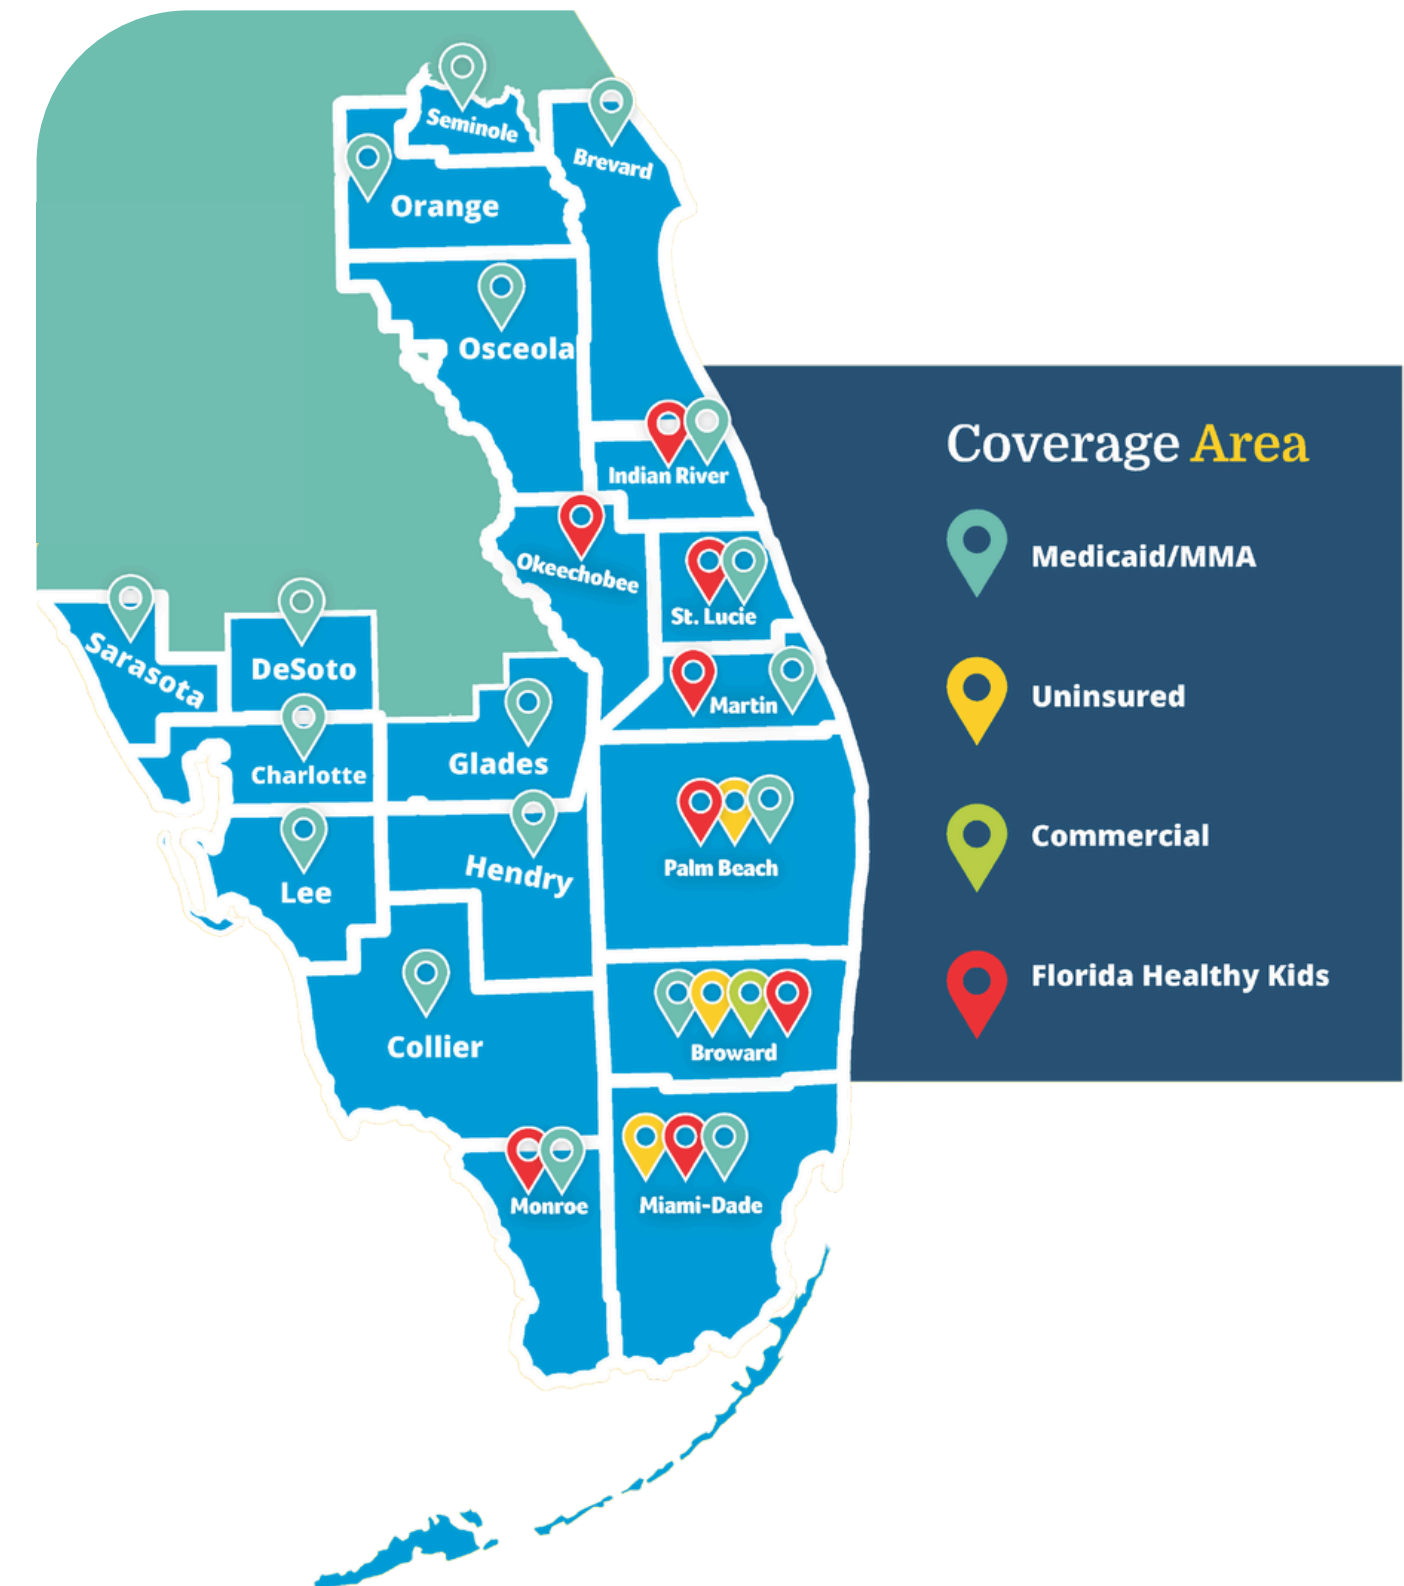 Seminole
Brevard
Orange
Osceola
Coverage Area
Indian River
Medicaid/MMA
Okeechobee
St. Lucie
Sarasota
DeSoto
Uninsured
Martin
Glades
Charlotte
Commercial
Palm Beach
Hendry
Lee
Florida Healthy Kids
Collier
Broward
Monroe
Miami-Dade